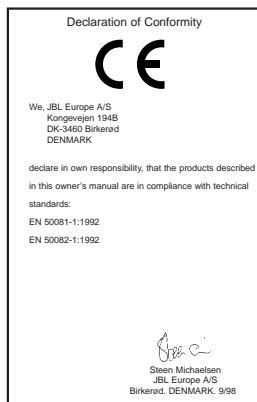 Declaration of Conformity
CE
We, JBL Europe A/S
Kongevejen 194B
DK-3460 Birkerød
DENMARK
declare in own responsibility, that the products described
in this owner's manual are in compliance with technical
standards:
EN 50081-1:1992
EN 50082-1:1992
Steen Michaelsen
JBL Europe A/S
Birkerød. DENMARK. 9/98